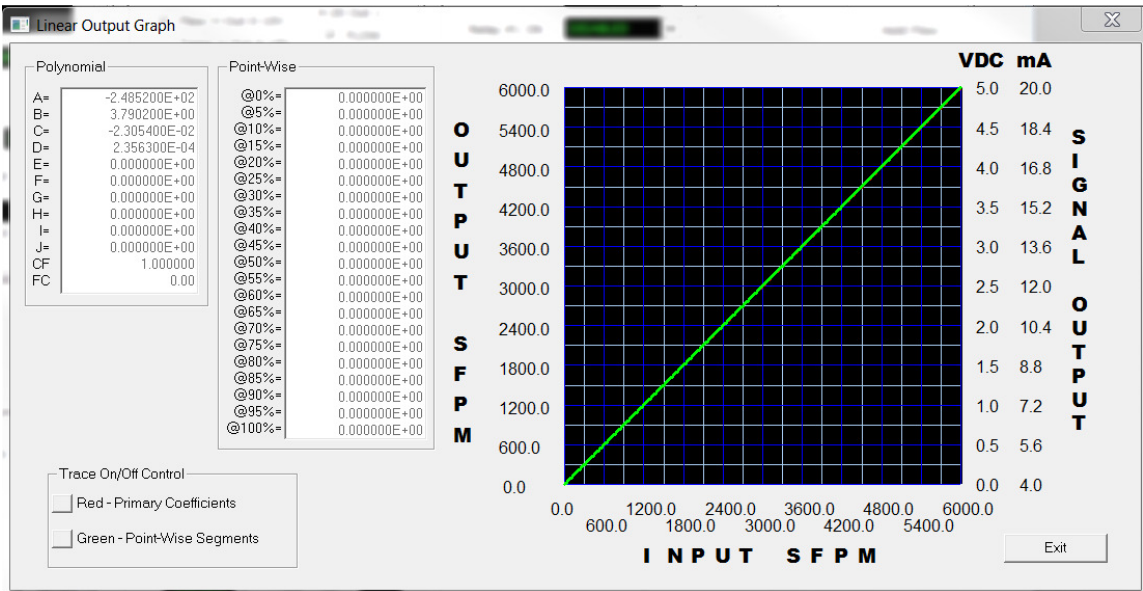 Linear Output Graph
Polynomial
A= -2.485200E+02
B= 3.790200E+00
C= -2.305400E-02
D= 2.356300E-04
E= 0.000000E+00
F= 0.000000E+00
G= 0.000000E+00
H= 0.000000E+00
I= 0.000000E+00
J= 0.000000E+00
CF 1.000000
FC 0.00
Point-Wise
@0%= 0.000000E+00
@5%= 0.000000E+00
@10%= 0.000000E+00
@15%= 0.000000E+00
@20%= 0.000000E+00
@25%= 0.000000E+00
@30%= 0.000000E+00
@35%= 0.000000E+00
@40%= 0.000000E+00
@45%= 0.000000E+00
@50%= 0.000000E+00
@55%= 0.000000E+00
@60%= 0.000000E+00
@65%= 0.000000E+00
@70%= 0.000000E+00
@75%= 0.000000E+00
@80%= 0.000000E+00
@85%= 0.000000E+00
@90%= 0.000000E+00
@95%= 0.000000E+00
@100%= 0.000000E+00
Trace On/Off Control
Red - Primary Coefficients
Green - Point-Wise Segments
OUTPUT SFPM
6000.0
5400.0
4800.0
4200.0
3600.0
3000.0
2400.0
1800.0
1200.0
600.0
0.0
VDC mA
5.0 20.0
4.5 18.4
4.0 16.8
3.5 15.2
3.0 13.6
2.5 12.0
2.0 10.4
1.5 8.8
1.0 7.2
0.5 5.6
0.0 4.0
SIGNAL OUTPUT
0.0 1200.0 2400.0 3600.0 4800.0 6000.0
600.0 1800.0 3000.0 4200.0 5400.0
INPUT SFPM
Exit